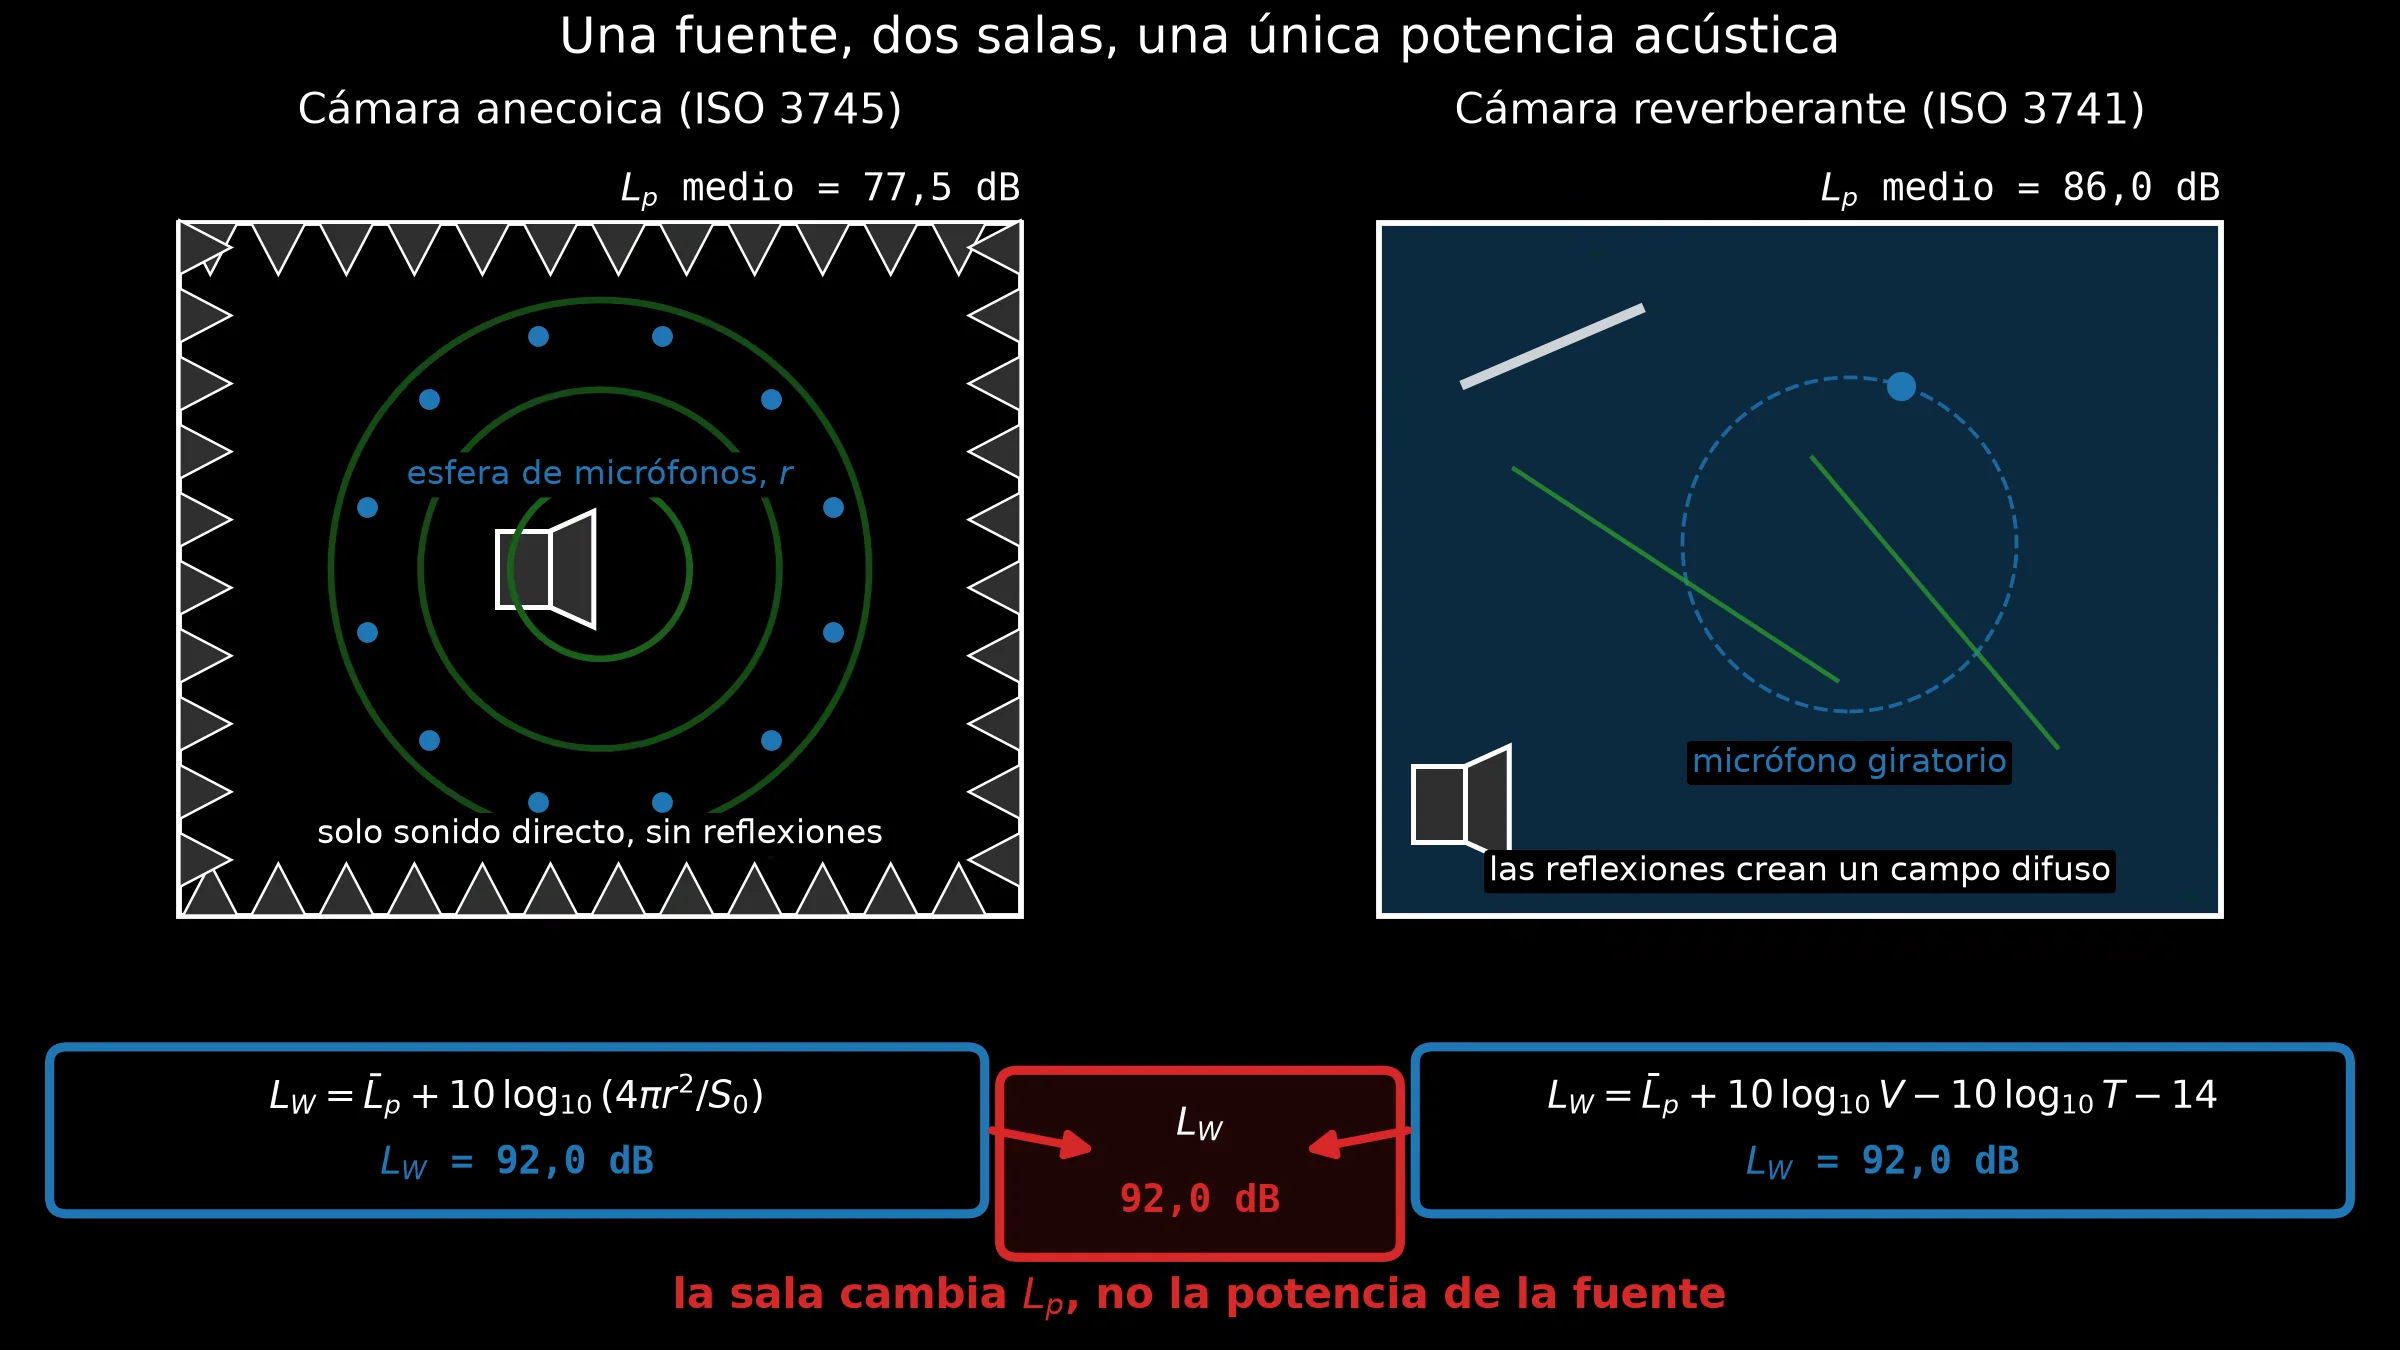 Una fuente, dos salas, una única potencia acústica
Cámara anecoica (ISO 3745)
Cámara reverberante (ISO 3741)
Lp medio = 77,5 dB
Lp medio = 86,0 dB
esfera de micrófonos, r
micrófono giratorio
solo sonido directo, sin reflexiones
las reflexiones crean un campo difuso
L_W = L̄_p + 10 log₁₀ (4πr²/S₀)
L_W = 92,0 dB
L_W
92,0 dB
L_W = L̄_p + 10 log₁₀ V − 10 log₁₀ T − 14
L_W = 92,0 dB
la sala cambia Lp, no la potencia de la fuente